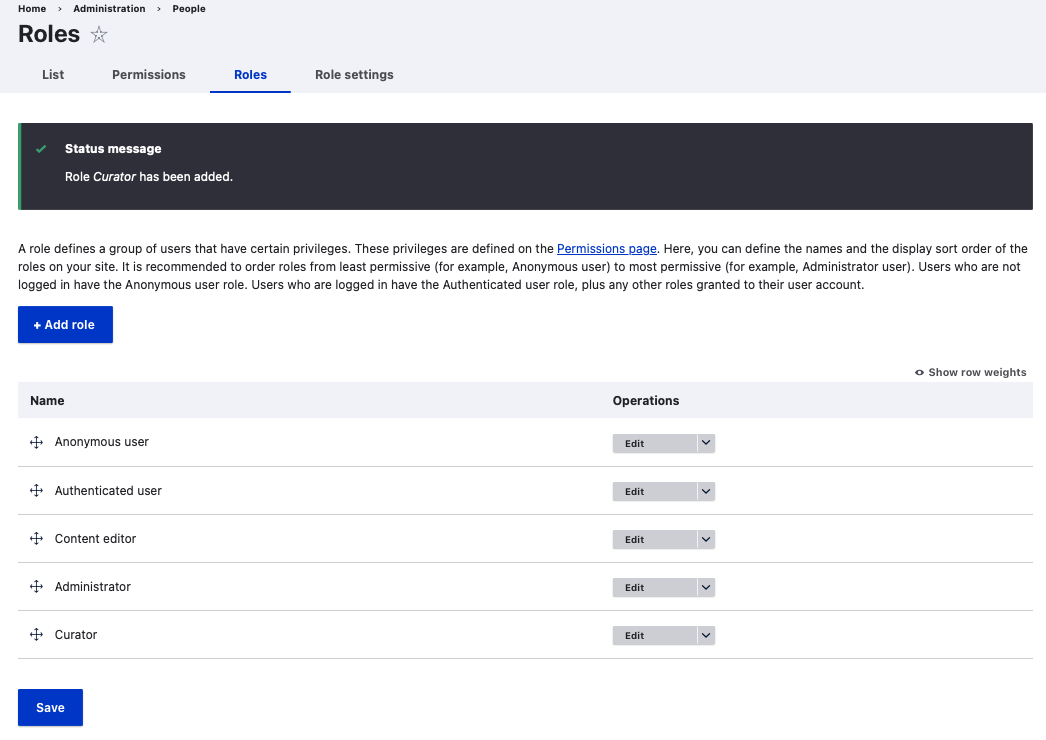 Home › Administration › People
Roles
List Permissions Roles Role settings
Status message
Role Curator has been added.
A role defines a group of users that have certain privileges. These privileges are defined on the Permissions page. Here, you can define the names and the display sort order of the
roles on your site. It is recommended to order roles from least permissive (for example, Anonymous user) to most permissive (for example, Administrator user). Users who are not
logged in have the Anonymous user role. Users who are logged in have the Authenticated user role, plus any other roles granted to their user account.
+ Add role
Show row weights
Name Operations
Anonymous user Edit
Authenticated user Edit
Content editor Edit
Administrator Edit
Curator Edit
Save